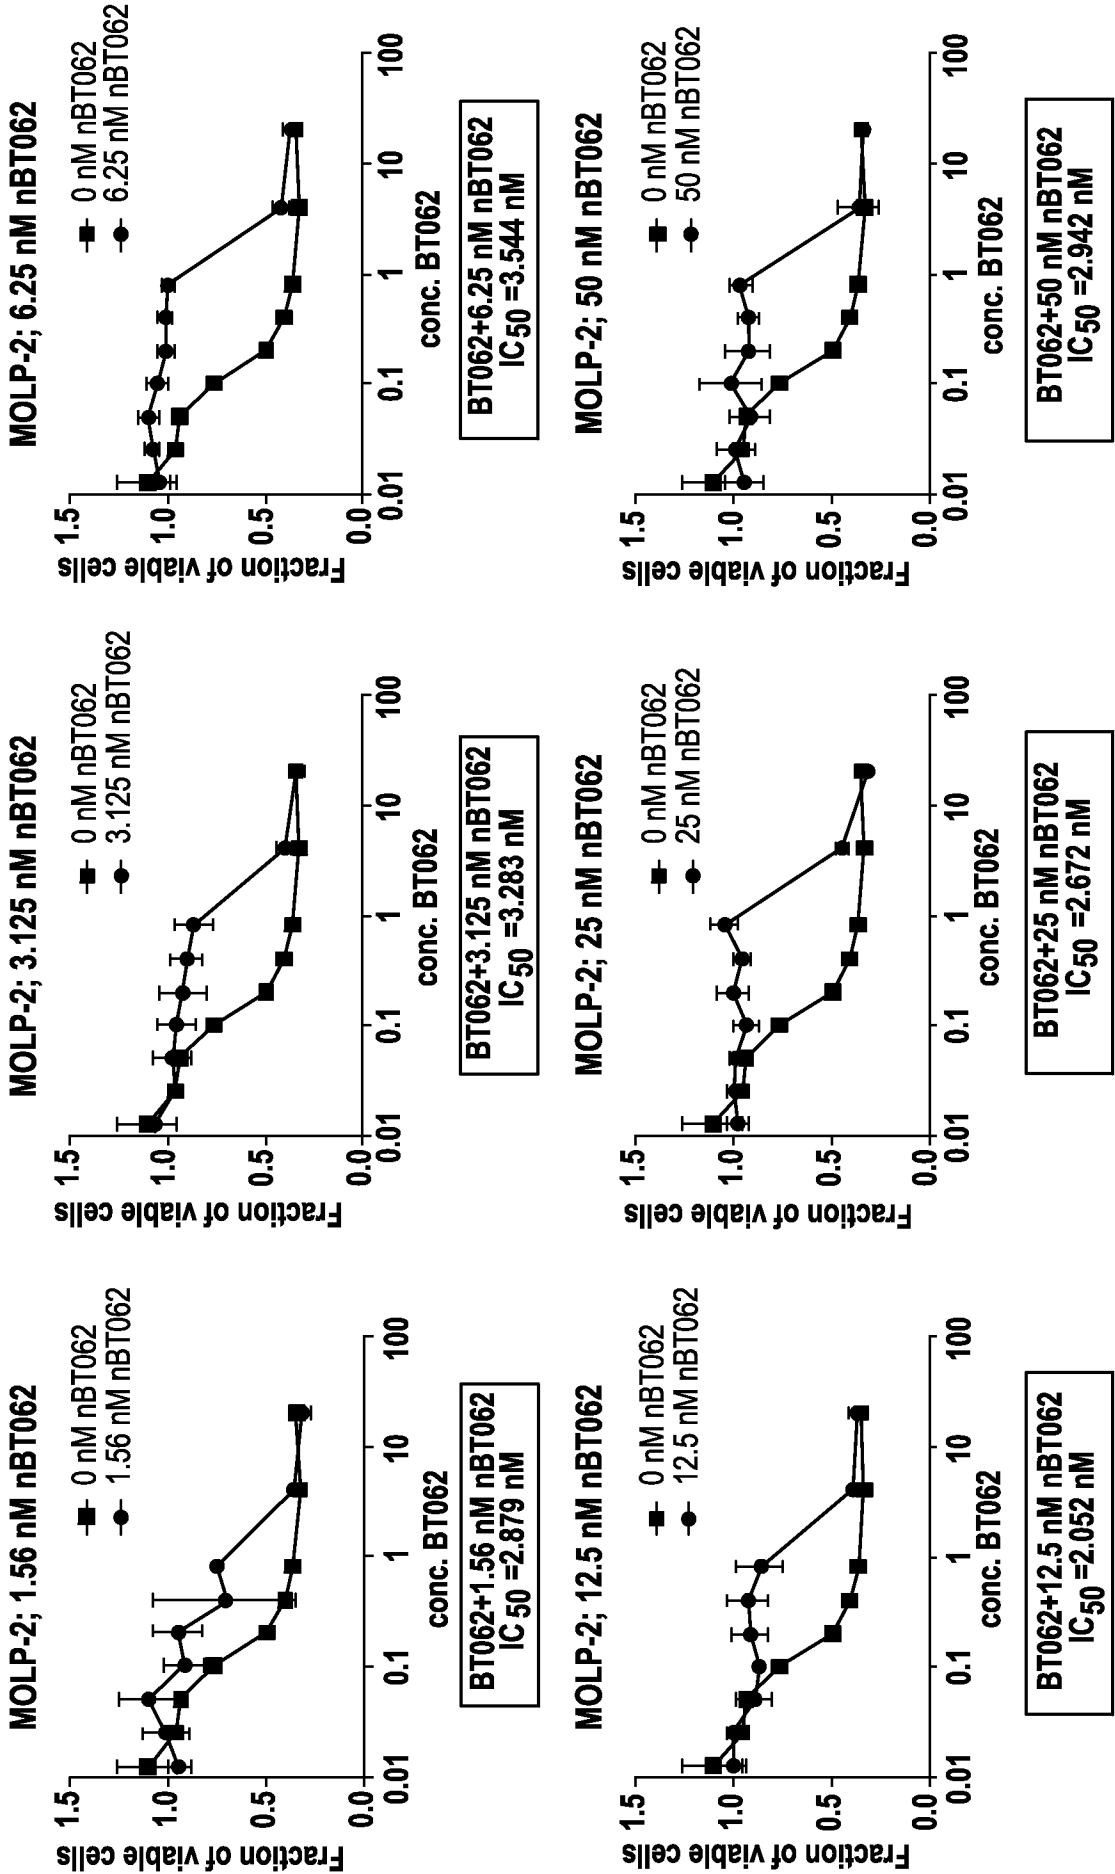 MOLP-2; 1.56 nM nBT062
0 nM nBT062
1.56 nM nBT062
Fraction of viable cells
1.5
1.0
0.5
0.0
0.01
0.1
1
10
100
conc. BT062
BT062+1.56 nM nBT062
IC50 =2.879 nM
MOLP-2; 3.125 nM nBT062
0 nM nBT062
3.125 nM nBT062
Fraction of viable cells
1.5
1.0
0.5
0.0
0.01
0.1
1
10
100
conc. BT062
BT062+3.125 nM nBT062
IC50 =3.283 nM
MOLP-2; 6.25 nM nBT062
0 nM nBT062
6.25 nM nBT062
Fraction of viable cells
1.5
1.0
0.5
0.0
0.01
0.1
1
10
100
conc. BT062
BT062+6.25 nM nBT062
IC50 =3.544 nM
MOLP-2; 12.5 nM nBT062
0 nM nBT062
12.5 nM nBT062
Fraction of viable cells
1.5
1.0
0.5
0.0
0.01
0.1
1
10
100
conc. BT062
BT062+12.5 nM nBT062
IC50 =2.052 nM
MOLP-2; 25 nM nBT062
0 nM nBT062
25 nM nBT062
Fraction of viable cells
1.5
1.0
0.5
0.0
0.01
0.1
1
10
100
conc. BT062
BT062+25 nM nBT062
IC50 =2.672 nM
MOLP-2; 50 nM nBT062
0 nM nBT062
50 nM nBT062
Fraction of viable cells
1.5
1.0
0.5
0.0
0.01
0.1
1
10
100
conc. BT062
BT062+50 nM nBT062
IC50 =2.942 nM